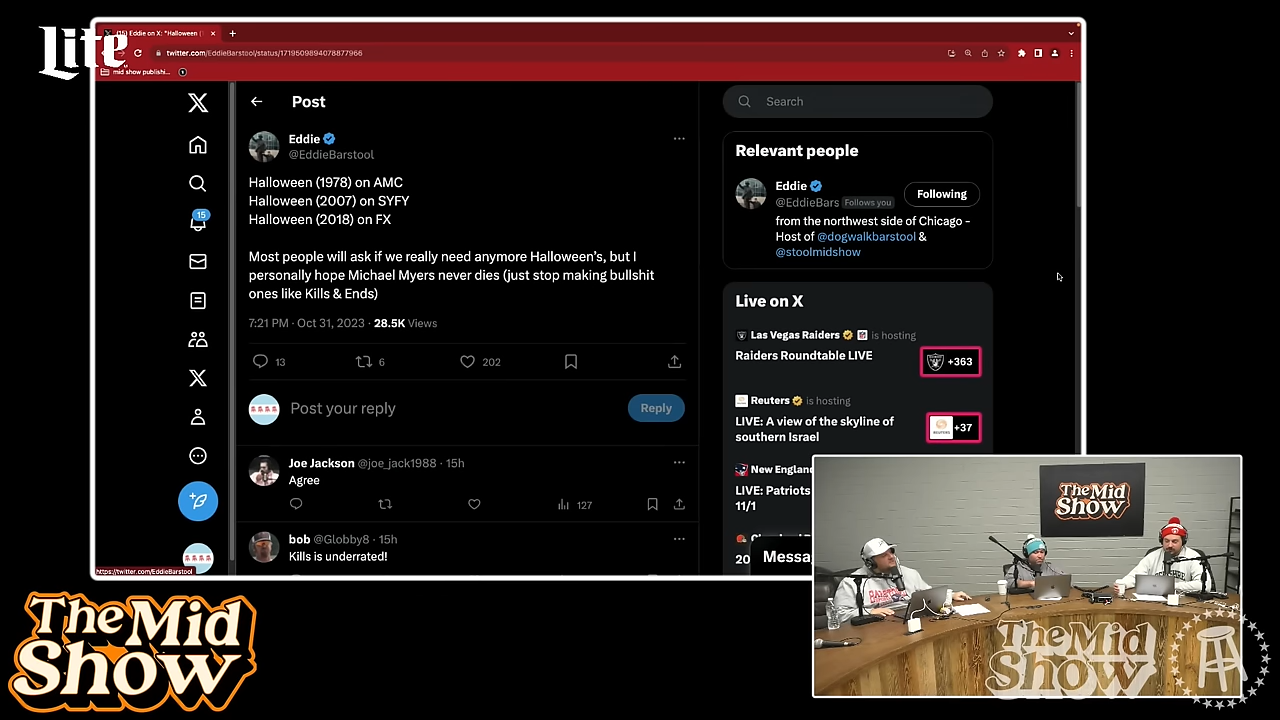 Lite
(15) Eddie on X: "Halloween (
twitter.com/EddieBarstool/status/1719509894078877966
mid show publishi...
Post
Eddie
@EddieBarstool
Halloween (1978) on AMC
Halloween (2007) on SYFY
Halloween (2018) on FX
Most people will ask if we really need anymore Halloween's, but I
personally hope Michael Myers never dies (just stop making bullshit
ones like Kills & Ends)
7:21 PM · Oct 31, 2023 · 28.5K Views
13 6 202
Post your reply
Reply
Joe Jackson @joe_jack1988 · 15h
Agree
127
bob @Globby8 · 15h
Kills is underrated!
15
https://twitter.com/EddieBarstool
Search
Relevant people
Eddie
@EddieBars Follows you
Following
from the northwest side of Chicago -
Host of @dogwalkbarstool &
@stoolmidshow
Live on X
Las Vegas Raiders is hosting
Raiders Roundtable LIVE
+363
Reuters is hosting
LIVE: A view of the skyline of
southern Israel
REUTERS
+37
New England
LIVE: Patriots
11/1
20
Messa
The Mid
Show
The Mid
Show
The Mid
Show